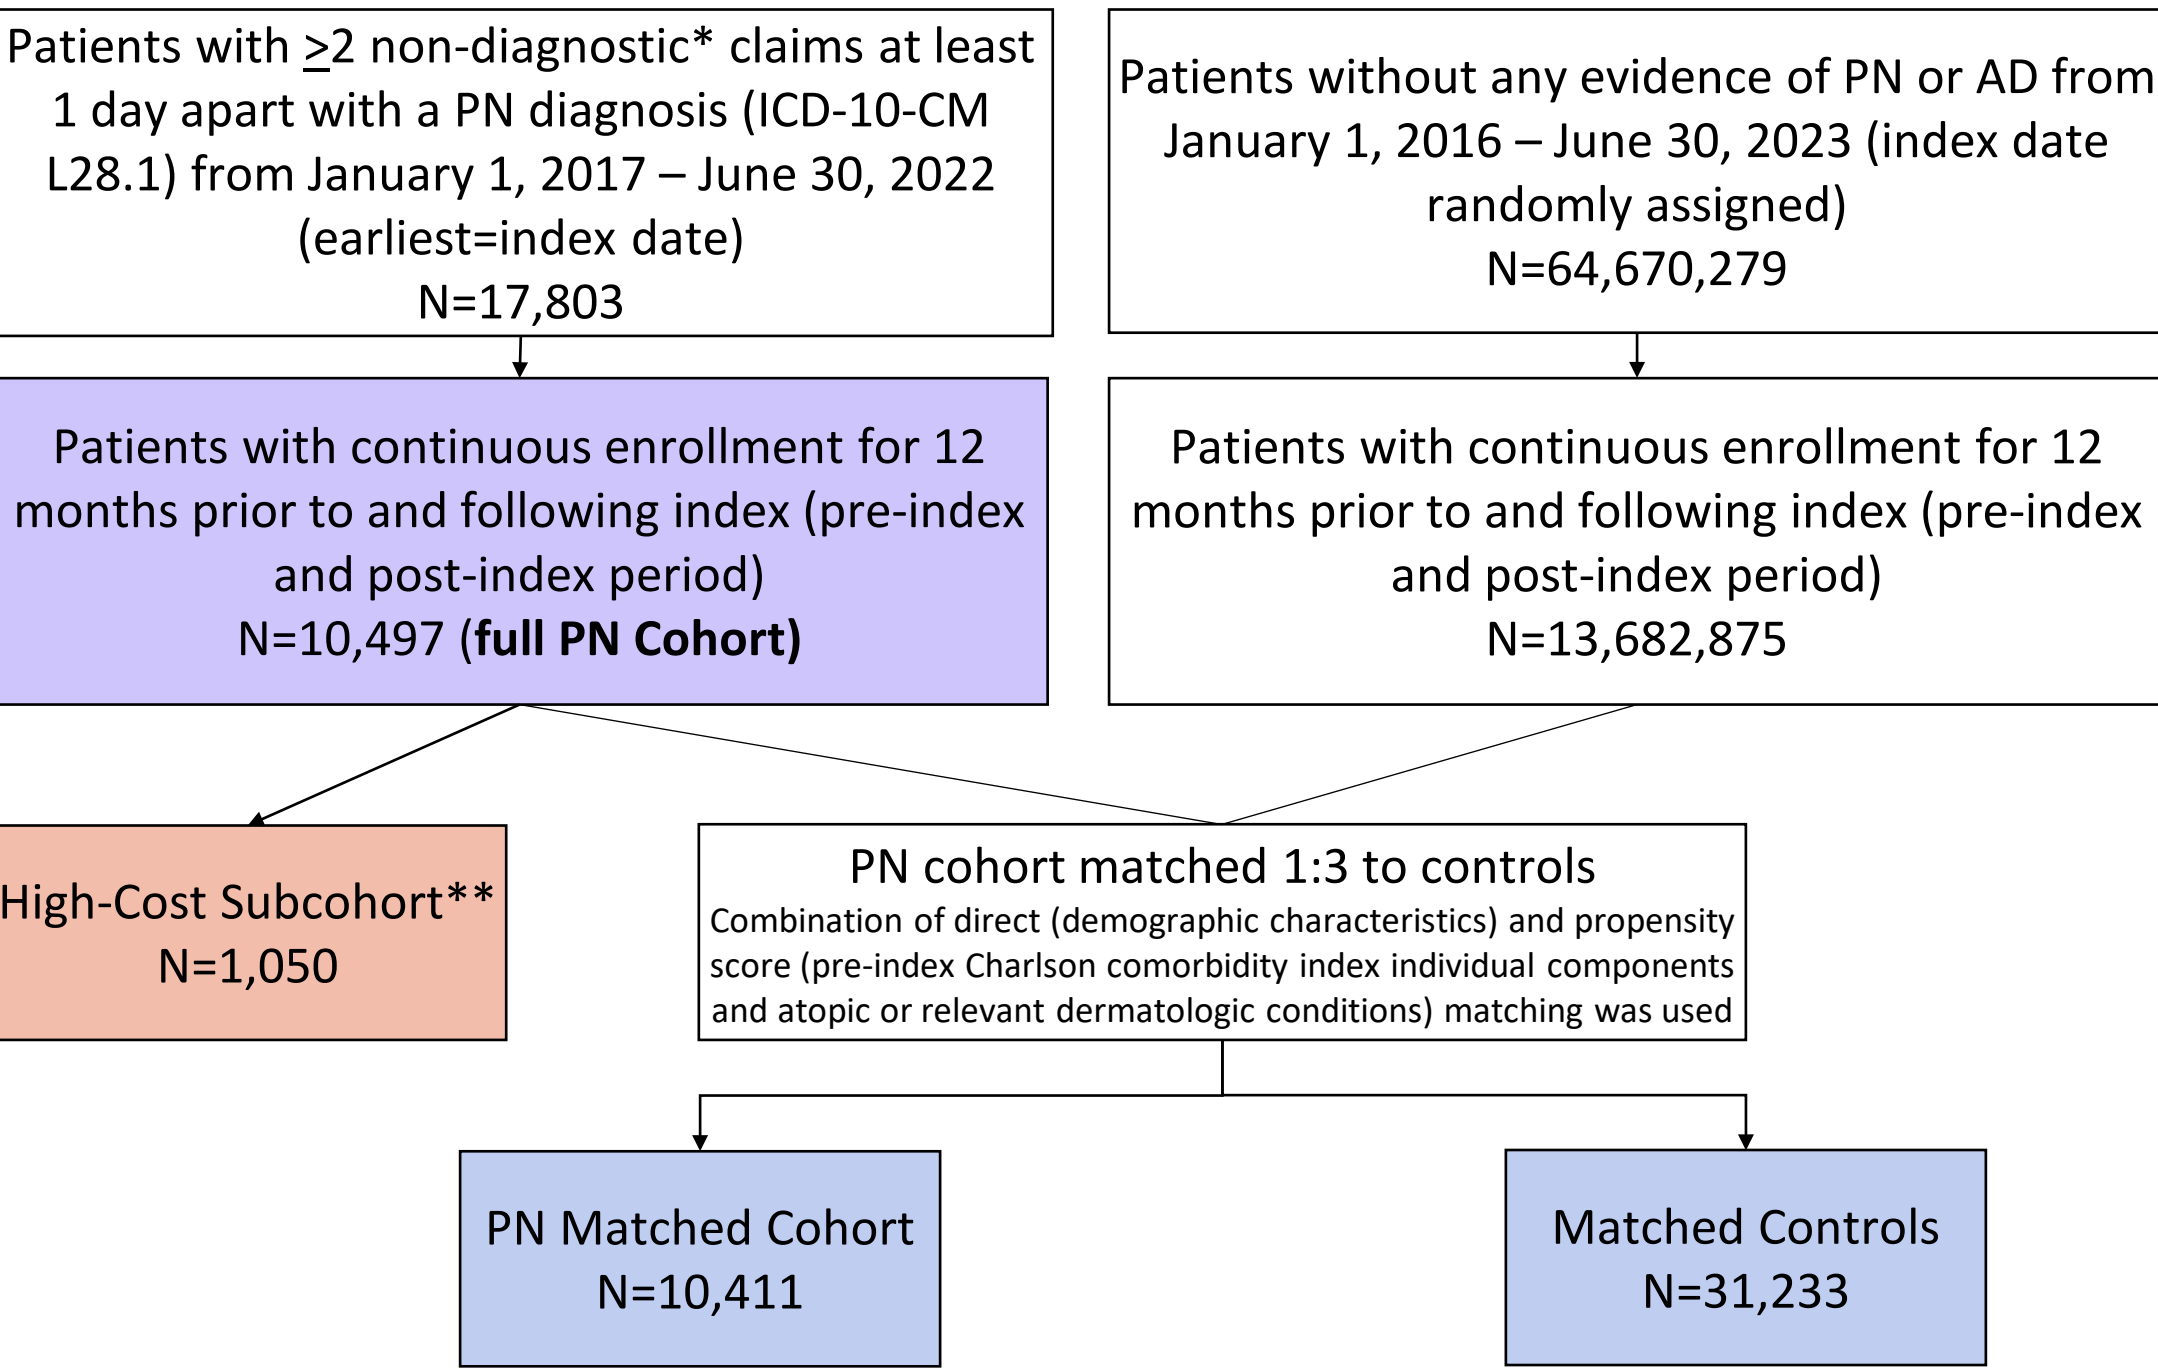 Patients with ≥2 non-diagnostic* claims at least
1 day apart with a PN diagnosis (ICD-10-CM
L28.1) from January 1, 2017 – June 30, 2022
(earliest=index date)
N=17,803
Patients without any evidence of PN or AD from
January 1, 2016 – June 30, 2023 (index date
randomly assigned)
N=64,670,279
Patients with continuous enrollment for 12
months prior to and following index (pre-index
and post-index period)
N=10,497 (full PN Cohort)
Patients with continuous enrollment for 12
months prior to and following index (pre-index
and post-index period)
N=13,682,875
High-Cost Subcohort**
N=1,050
PN cohort matched 1:3 to controls
Combination of direct (demographic characteristics) and propensity
score (pre-index Charlson comorbidity index individual components
and atopic or relevant dermatologic conditions) matching was used
PN Matched Cohort
N=10,411
Matched Controls
N=31,233